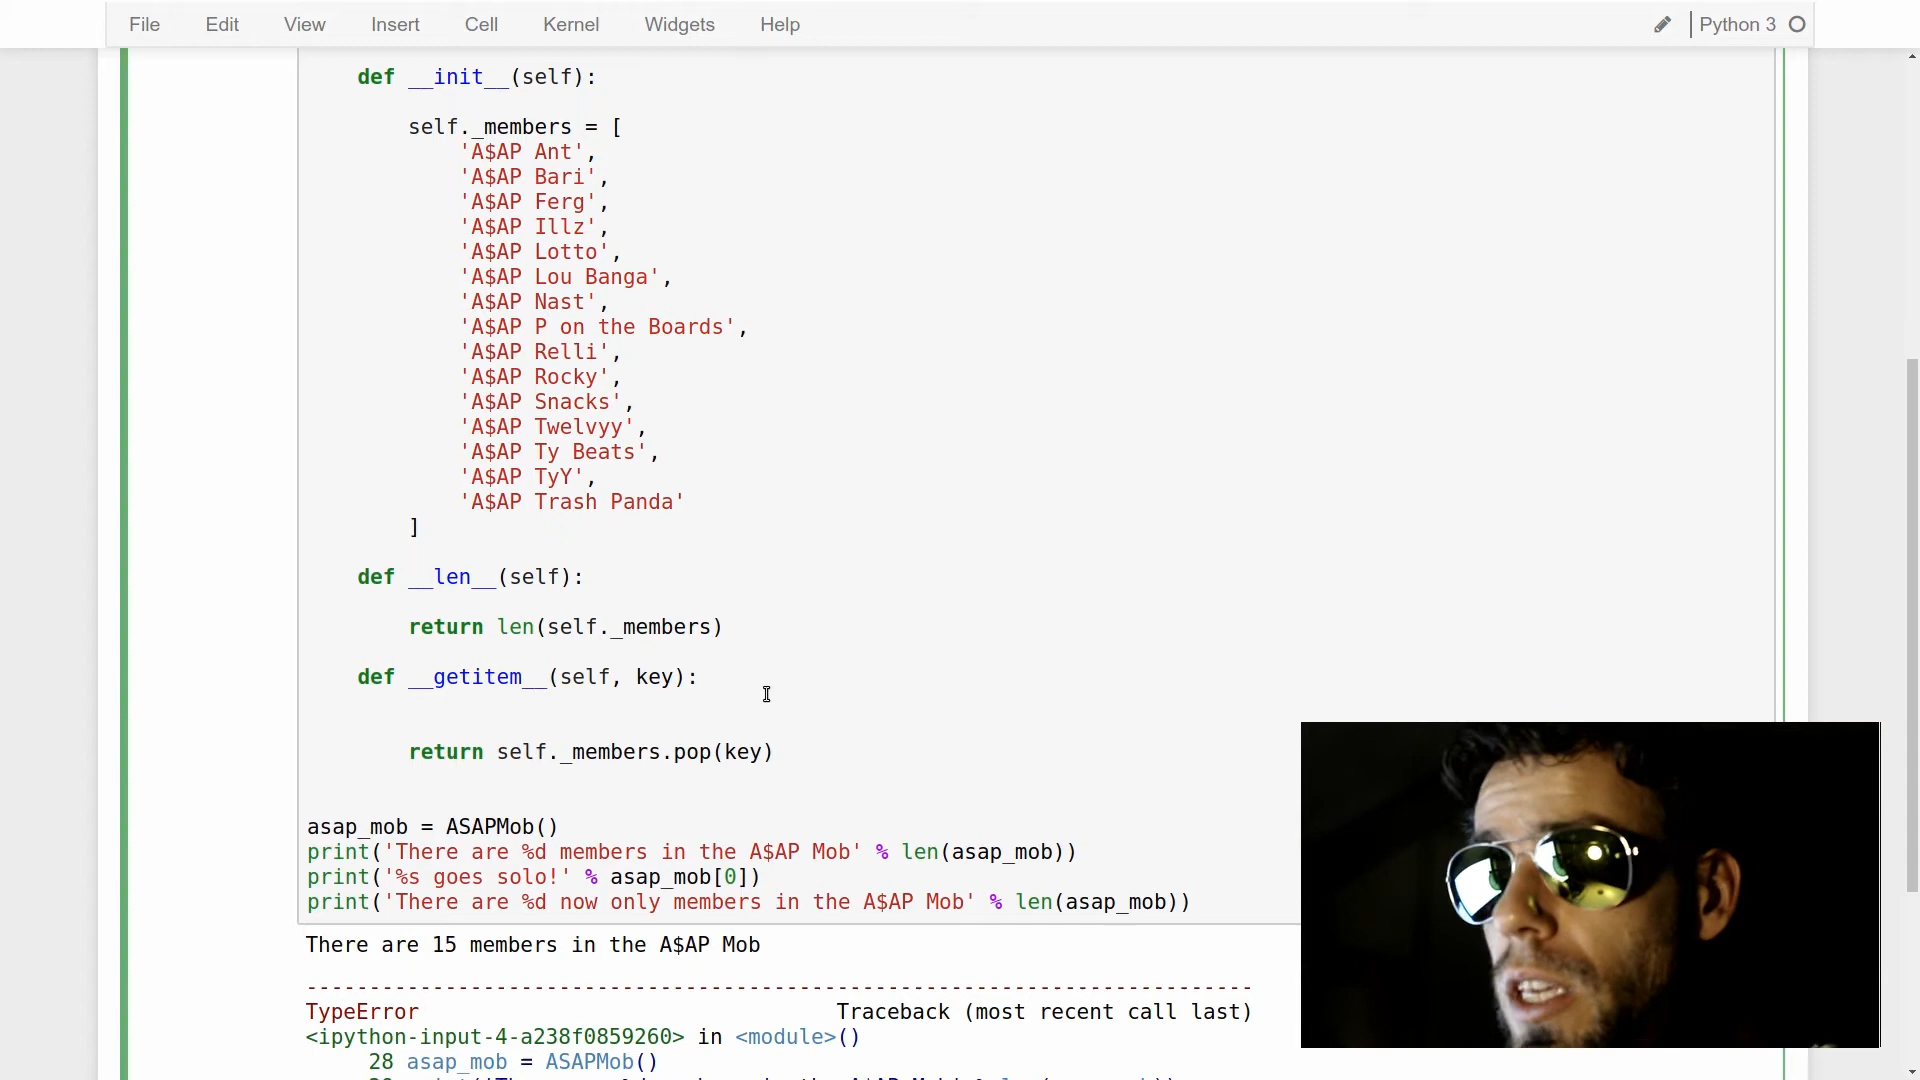 File Edit View Insert Cell Kernel Widgets Help Python 3
def __init__(self):
self._members = [
'A$AP Ant',
'A$AP Bari',
'A$AP Ferg',
'A$AP Illz',
'A$AP Lotto',
'A$AP Lou Banga',
'A$AP Nast',
'A$AP P on the Boards',
'A$AP Relli',
'A$AP Rocky',
'A$AP Snacks',
'A$AP Twelvyy',
'A$AP Ty Beats',
'A$AP TyY',
'A$AP Trash Panda'
]
def __len__(self):
return len(self._members)
def __getitem__(self, key):
return self._members.pop(key)
asap_mob = ASAPMob()
print('There are %d members in the A$AP Mob' % len(asap_mob))
print('%s goes solo!' % asap_mob[0])
print('There are %d now only members in the A$AP Mob' % len(asap_mob))
There are 15 members in the A$AP Mob
---------------------------------------------------------------------------
TypeError Traceback (most recent call last)
<ipython-input-4-a238f0859260> in <module>()
28 asap_mob = ASAPMob()